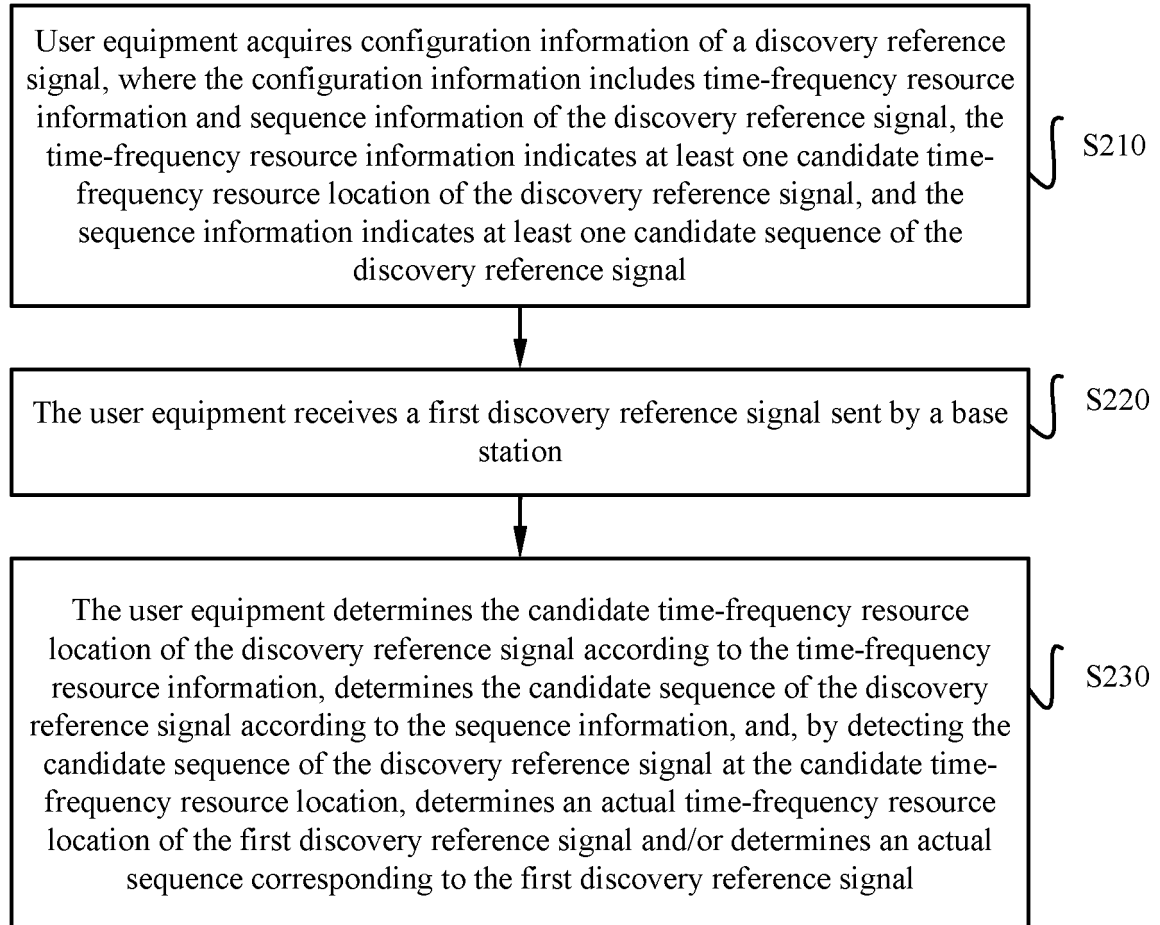 User equipment acquires configuration information of a discovery reference
signal, where the configuration information includes time-frequency resource
information and sequence information of the discovery reference signal, the
time-frequency resource information indicates at least one candidate time-
frequency resource location of the discovery reference signal, and the
sequence information indicates at least one candidate sequence of the
discovery reference signal
S210
The user equipment receives a first discovery reference signal sent by a base
station
S220
The user equipment determines the candidate time-frequency resource
location of the discovery reference signal according to the time-frequency
resource information, determines the candidate sequence of the discovery
reference signal according to the sequence information, and, by detecting the
candidate sequence of the discovery reference signal at the candidate time-
frequency resource location, determines an actual time-frequency resource
location of the first discovery reference signal and/or determines an actual
sequence corresponding to the first discovery reference signal
S230